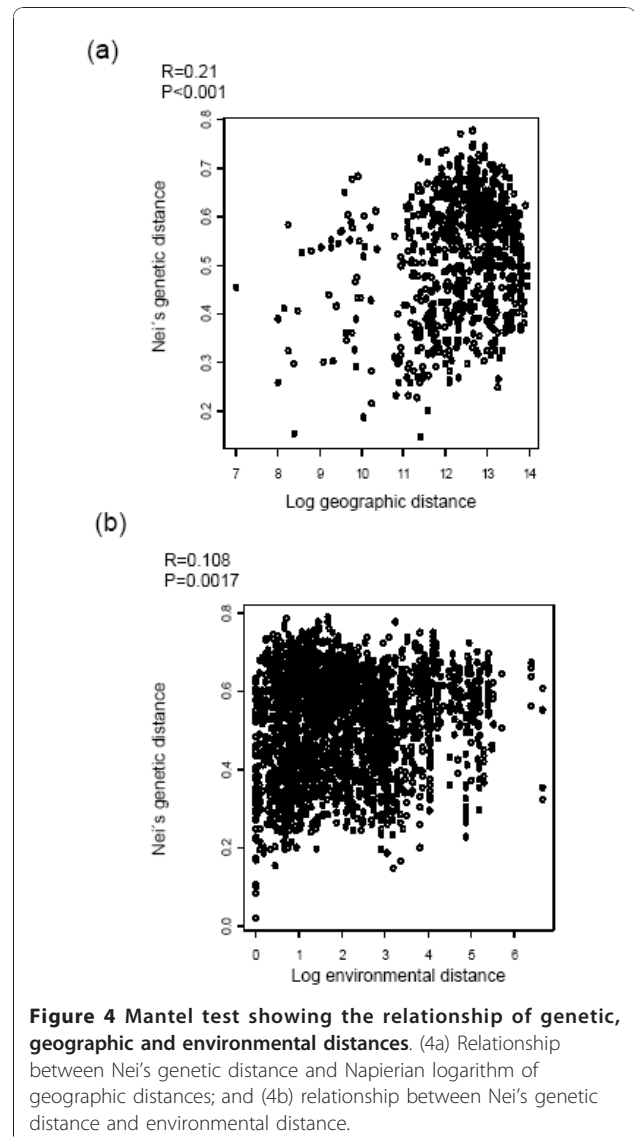 (a)
R=0.21
P<0.001
Nei´s genetic distance
0.8
0.7
0.6
0.5
0.4
0.3
0.2
7 8 9 10 11 12 13 14
Log geographic distance
(b)
R=0.108
P=0.0017
Nei´s genetic distance
0.8
0.6
0.4
0.2
0.0
0 1 2 3 4 5 6
Log environmental distance
Figure 4 Mantel test showing the relationship of genetic,
geographic and environmental distances. (4a) Relationship
between Nei's genetic distance and Napierian logarithm of
geographic distances; and (4b) relationship between Nei's genetic
distance and environmental distance.